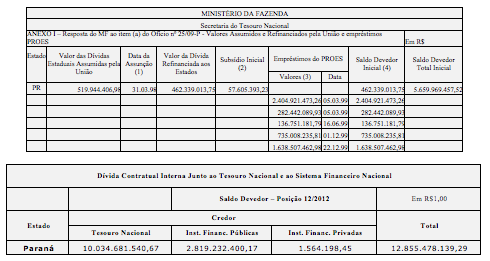 MINISTÉRIO DA FAZENDA
Secretaria do Tesouro Nacional
ANEXO I – Resposta do MF ao item (a) do Ofício nº 25/09-P - Valores Assumidos e Refinanciados pela União e empréstimos PROES Em R$
Estado Valor das Dívidas Estaduais Assumidas pela União Data da Assunção (1) Valor da Dívida Refinanciada aos Estados Subsídio Inicial (2) Empréstimos do PROES Saldo Devedor Inicial (4) Saldo Devedor Total Inicial
Valores (3) Data
PR 519.944.406,98 31.03.98 462.339.013,75 57.605.393,23 462.339.013,75 5.659.969.457,52
2.404.921.473,26 05.03.99 2.404.921.473,26
282.442.089,93 05.03.99 282.442.089,93
136.751.181,79 16.06.99 136.751.181,79
735.008.235,81 01.12.99 735.008.235,81
1.638.507.462,98 22.12.99 1.638.507.462,98
Dívida Contratual Interna Junto ao Tesouro Nacional e ao Sistema Financeiro Nacional
Saldo Devedor – Posição 12/2012 Em R$1,00
Estado Credor Total
Tesouro Nacional Inst. Financ. Públicas Inst. Financ. Privadas
Paraná 10.034.681.540,67 2.819.232.400,17 1.564.198,45 12.855.478.139,29